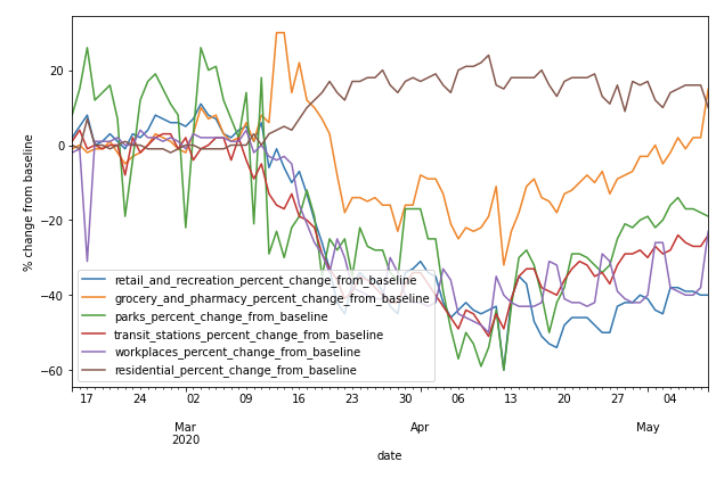 % change from baseline
20
0
−20
−40
−60
retail_and_recreation_percent_change_from_baseline
grocery_and_pharmacy_percent_change_from_baseline
parks_percent_change_from_baseline
transit_stations_percent_change_from_baseline
workplaces_percent_change_from_baseline
residential_percent_change_from_baseline
17 24 02 09 16 23 30 06 13 20 27 04
Mar Apr May
2020
date